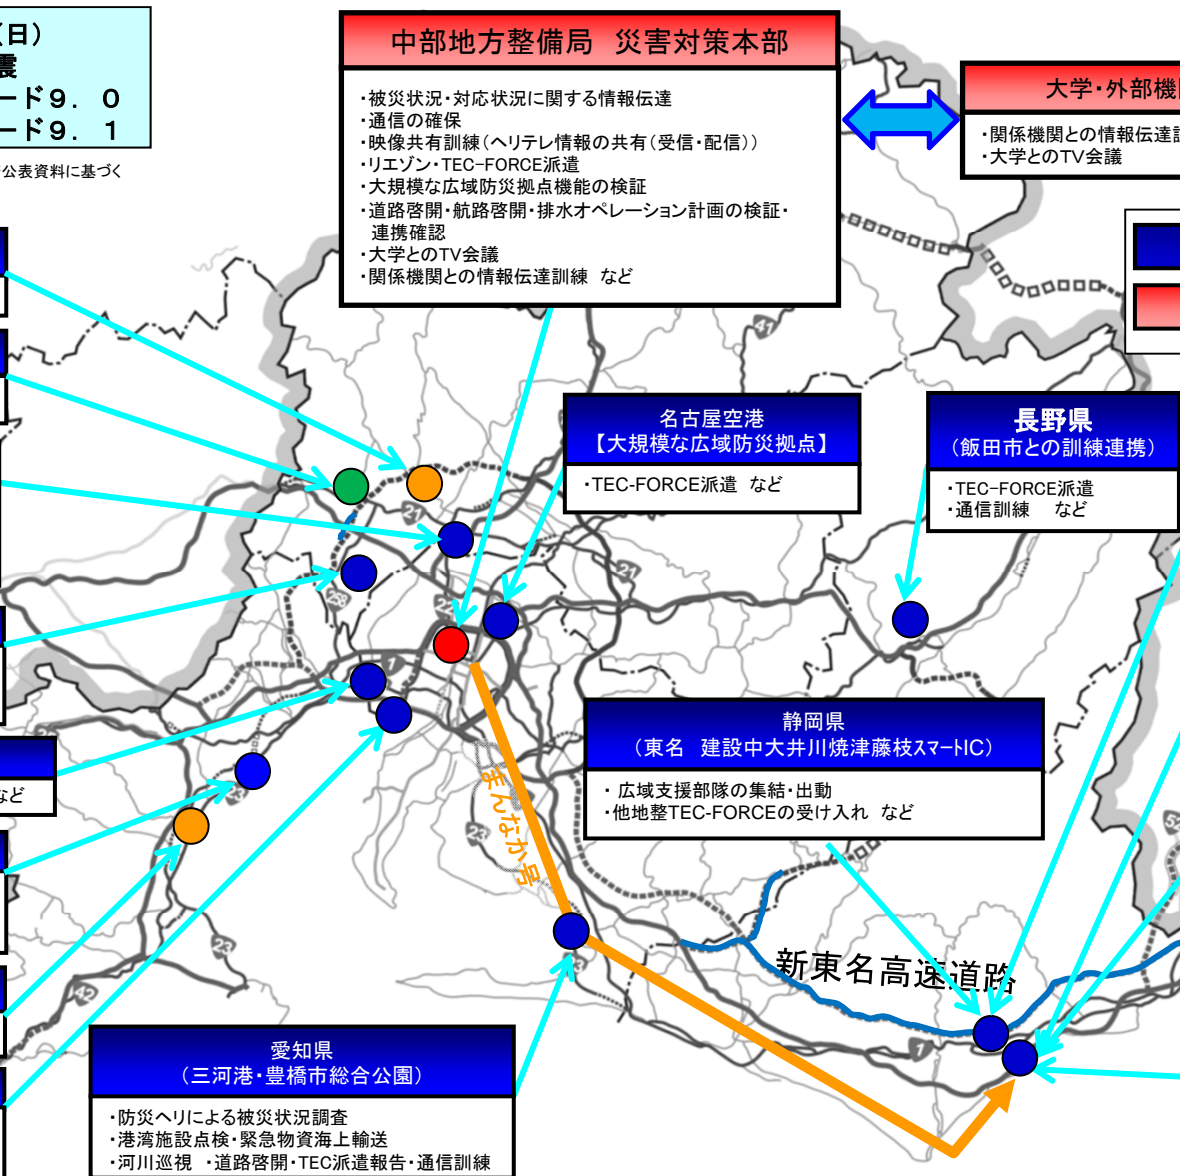 (日)
震
ード９．０
ード９．１
公表資料に基づく
中部地方整備局　災害対策本部
・被災状況・対応状況に関する情報伝達
・通信の確保
・映像共有訓練（ヘリテレ情報の共有（受信・配信））
・リエゾン・TEC-FORCE派遣
・大規模な広域防災拠点機能の検証
・道路啓開・航路啓開・排水オペレーション計画の検証・
連携確認
・大学とのTV会議
・関係機関との情報伝達訓練　など
大学・外部機関
・関係機関との情報伝達訓
・大学とのTV会議
名古屋空港
【大規模な広域防災拠点】
・TEC-FORCE派遣　など
長野県
（飯田市との訓練連携）
・TEC-FORCE派遣
・通信訓練　など
静岡県
（東名　建設中大井川焼津藤枝スマートIC）
・広域支援部隊の集結・出動
・他地整TEC-FORCEの受け入れ　など
など
まんなか号
新東名高速道路
愛知県
（三河港・豊橋市総合公園）
・防災ヘリによる被災状況調査
・港湾施設点検・緊急物資海上輸送
・河川巡視　・道路啓開・TEC派遣報告・通信訓練
41
21
21
22
258
1
23
23
23
42
1
52